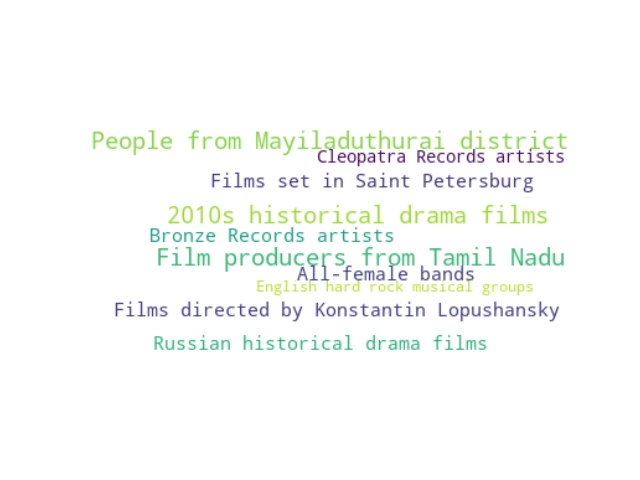 People from Mayiladuthurai district
Cleopatra Records artists
Films set in Saint Petersburg
2010s historical drama films
Bronze Records artists
Film producers from Tamil Nadu
All-female bands
English hard rock musical groups
Films directed by Konstantin Lopushansky
Russian historical drama films